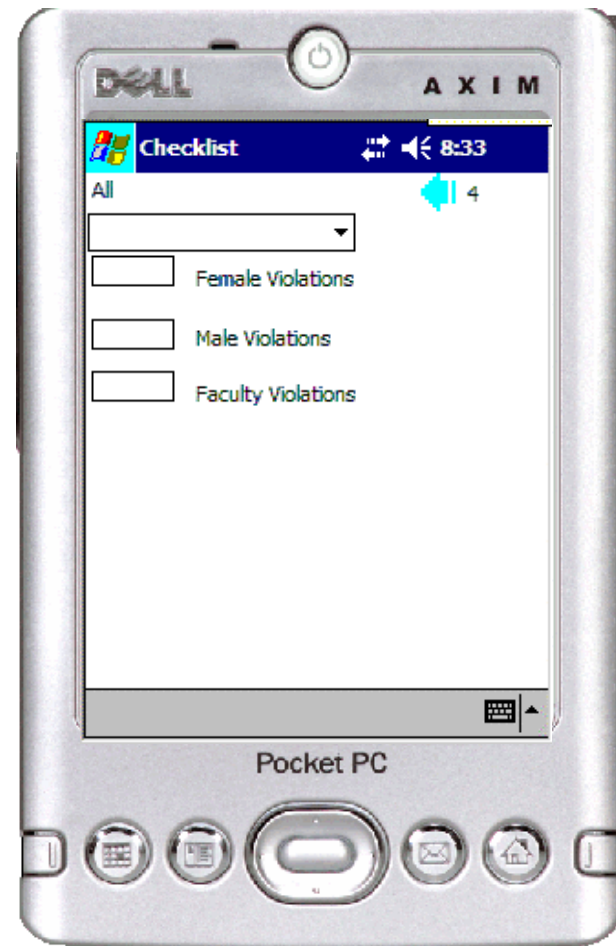 DELL
AXIM
Checklist 8:33
All 4
Female Violations
Male Violations
Faculty Violations
Pocket PC